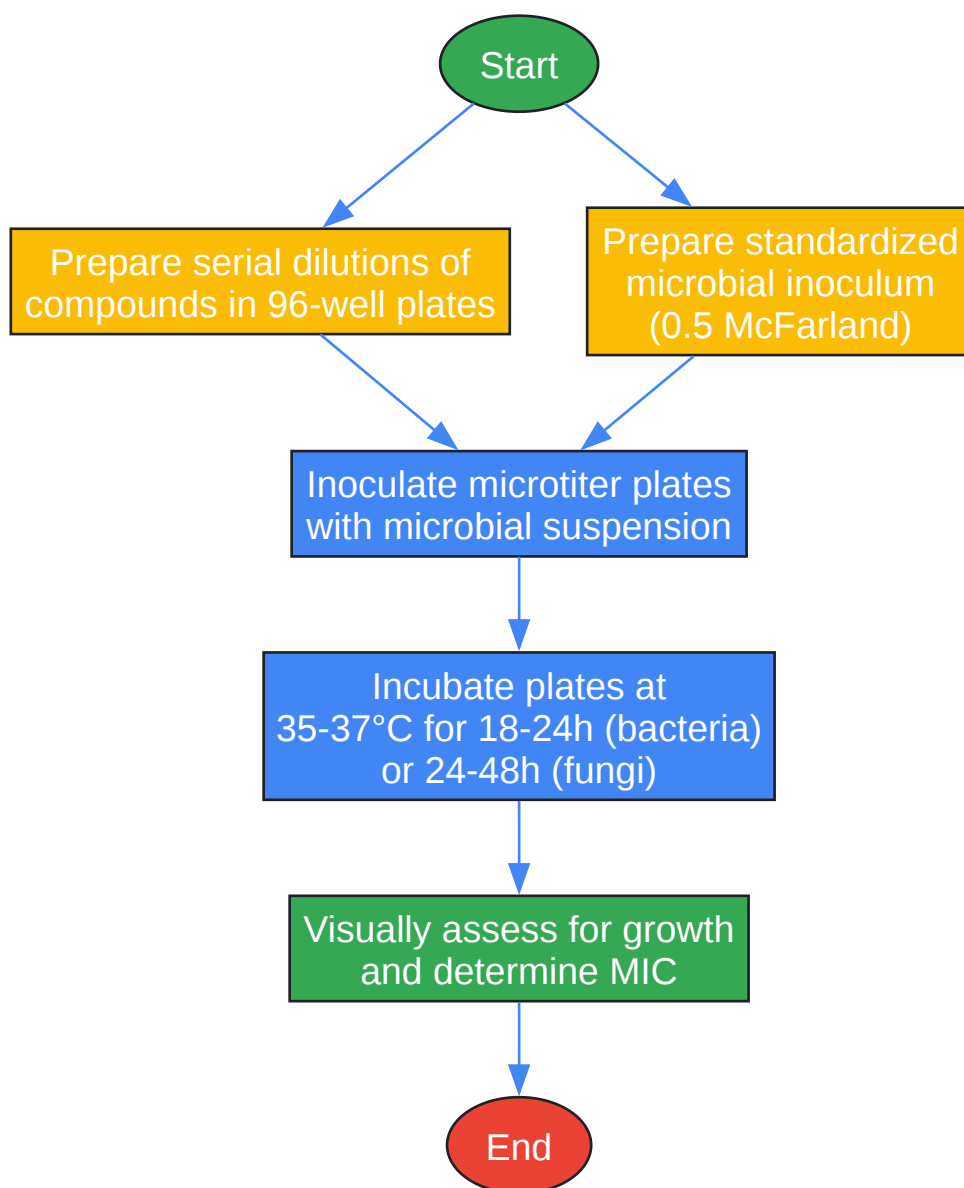 Start
Prepare serial dilutions of
compounds in 96-well plates
Prepare standardized
microbial inoculum
(0.5 McFarland)
Inoculate microtiter plates
with microbial suspension
Incubate plates at
35-37°C for 18-24h (bacteria)
or 24-48h (fungi)
Visually assess for growth
and determine MIC
End